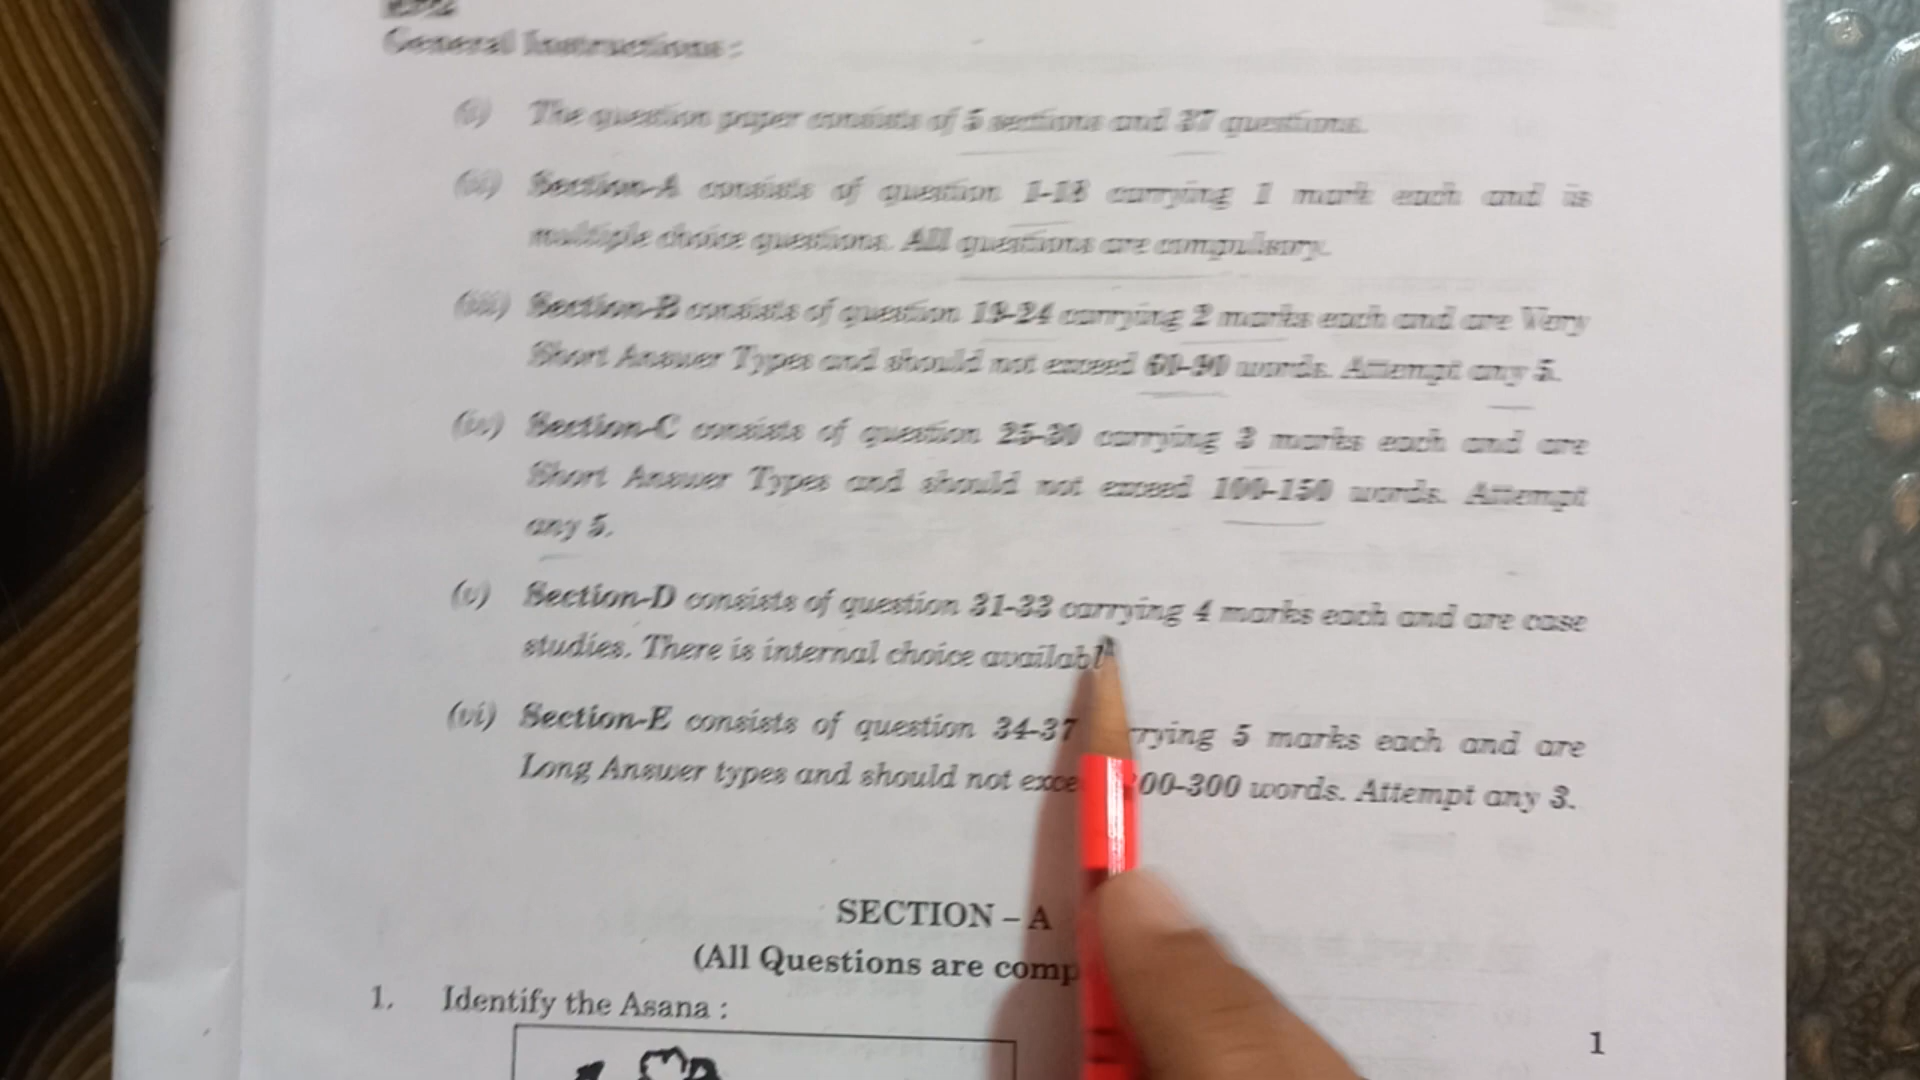 General Instructions :
(i) The question paper consists of 5 sections and 37 questions.
(ii) Section-A consists of question 1-18 carrying 1 mark each and is
multiple choice questions. All questions are compulsory.
(iii) Section-B consists of question 19-24 carrying 2 marks each and are Very
Short Answer Types and should not exceed 60-90 words. Attempt any 5.
(iv) Section-C consists of question 25-30 carrying 3 marks each and are
Short Answer Types and should not exceed 100-150 words. Attempt
any 5.
(v) Section-D consists of question 31-33 carrying 4 marks each and are case
studies. There is internal choice availabl
(vi) Section-E consists of question 34-37 rrying 5 marks each and are
Long Answer types and should not exce 00-300 words. Attempt any 3.
SECTION – A
(All Questions are comp
1. Identify the Asana :
1